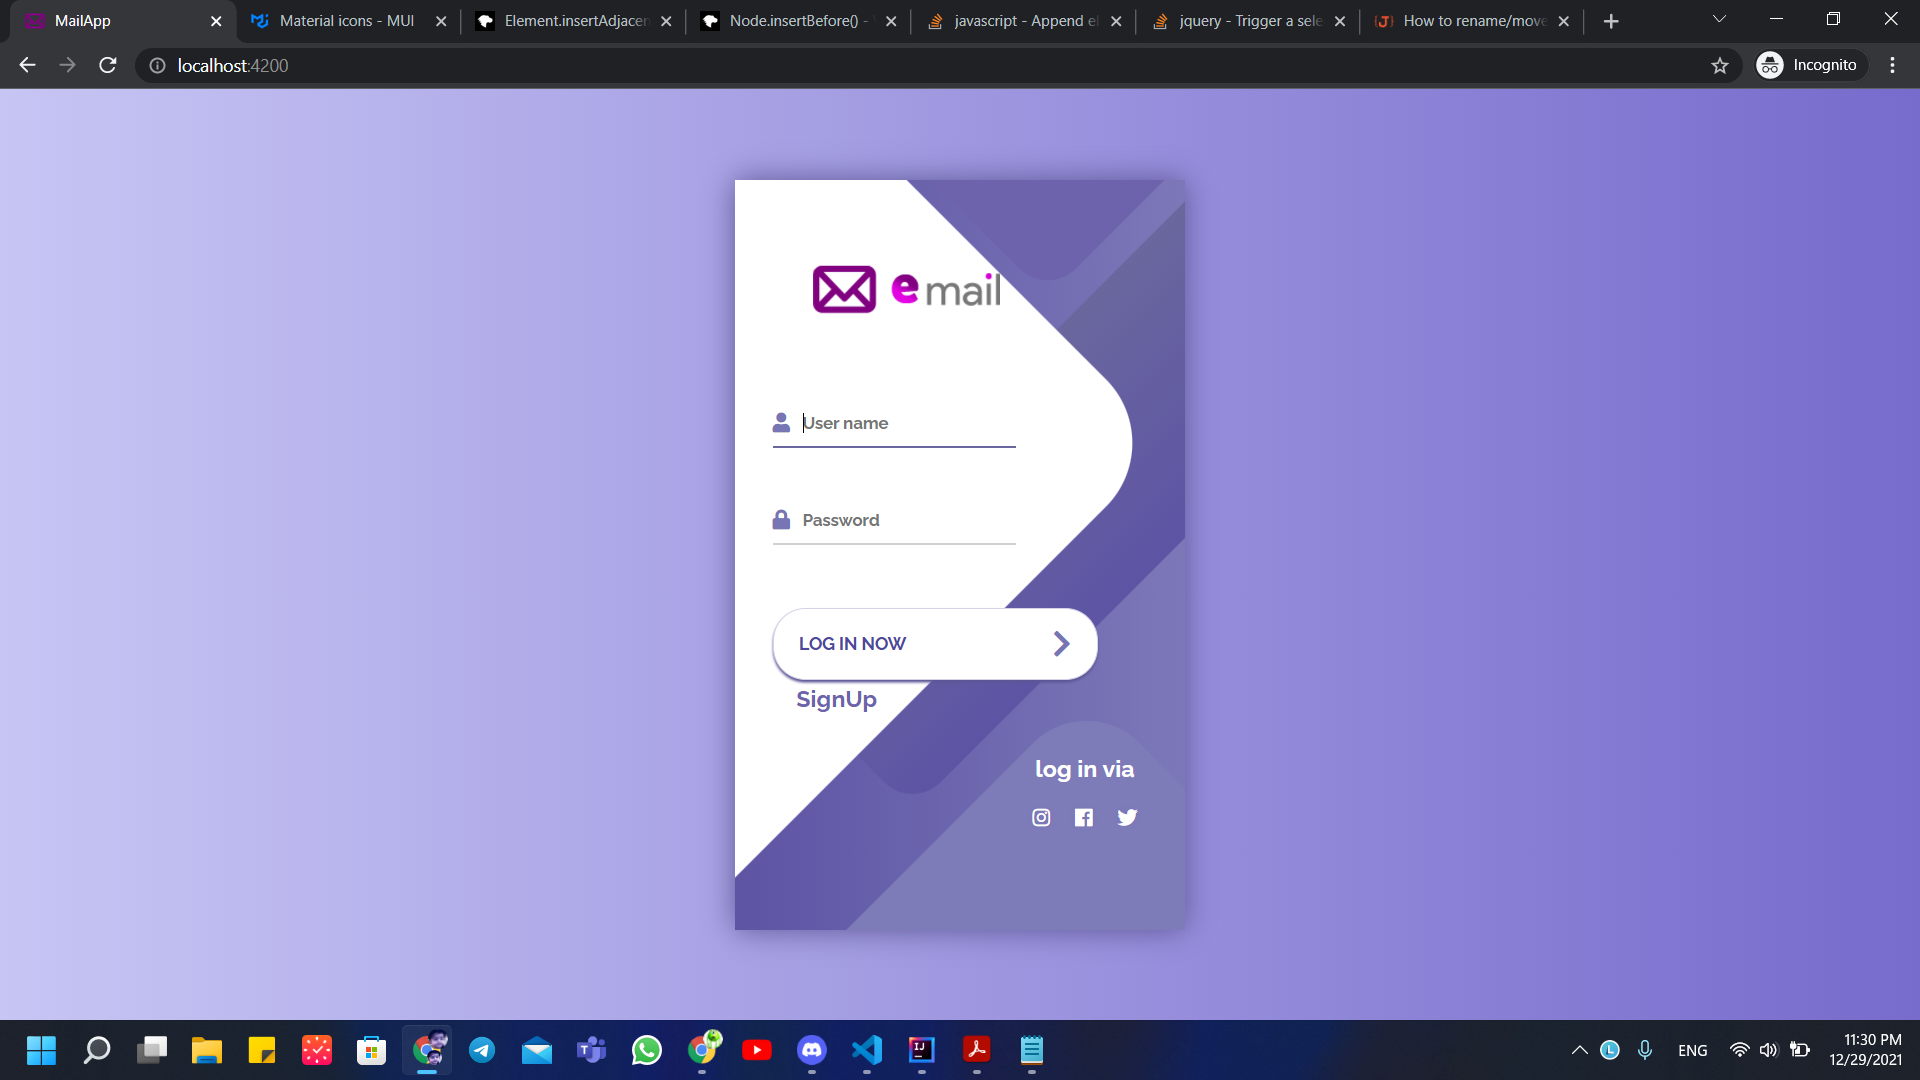 MailApp
Material icons - MUI
Element.insertAdjacen
Node.insertBefore() -
javascript - Append el
jquery - Trigger a sele
How to rename/move
localhost:4200
Incognito
email
User name
Password
LOG IN NOW
SignUp
log in via
ENG
11:30 PM
12/29/2021